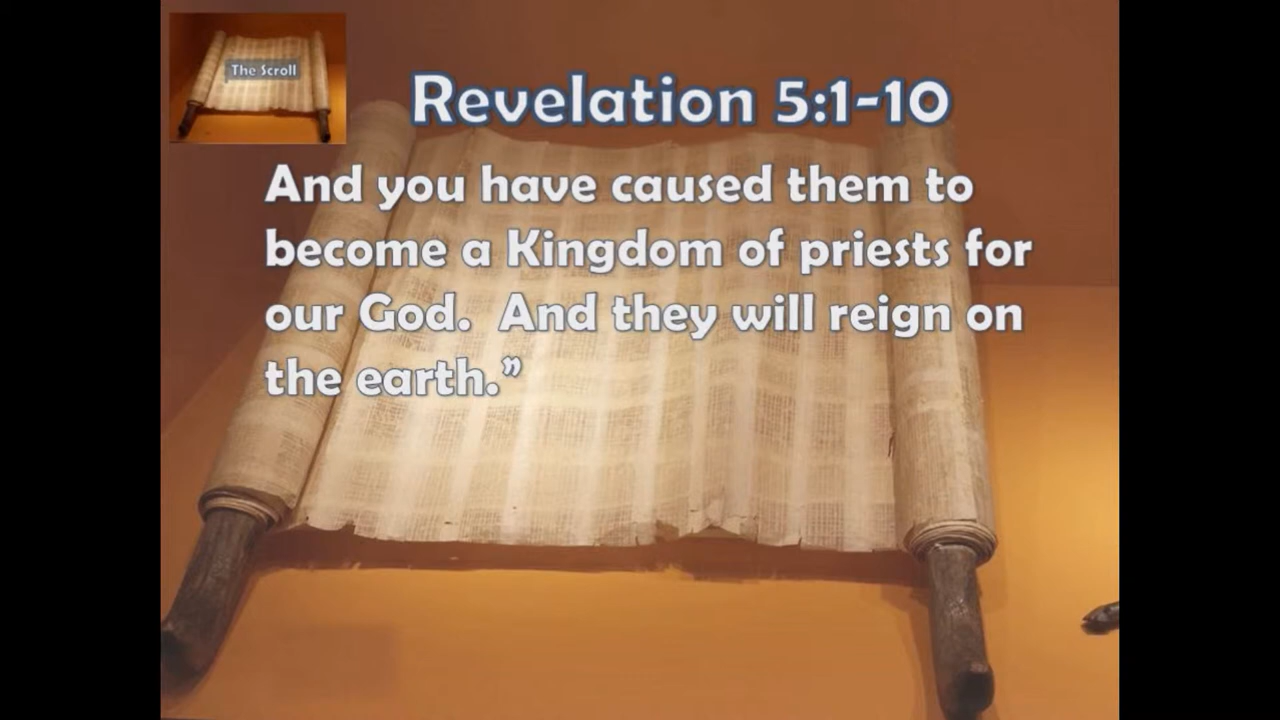 The Scroll
Revelation 5:1-10
And you have caused them to
become a Kingdom of priests for
our God.  And they will reign on
the earth.”